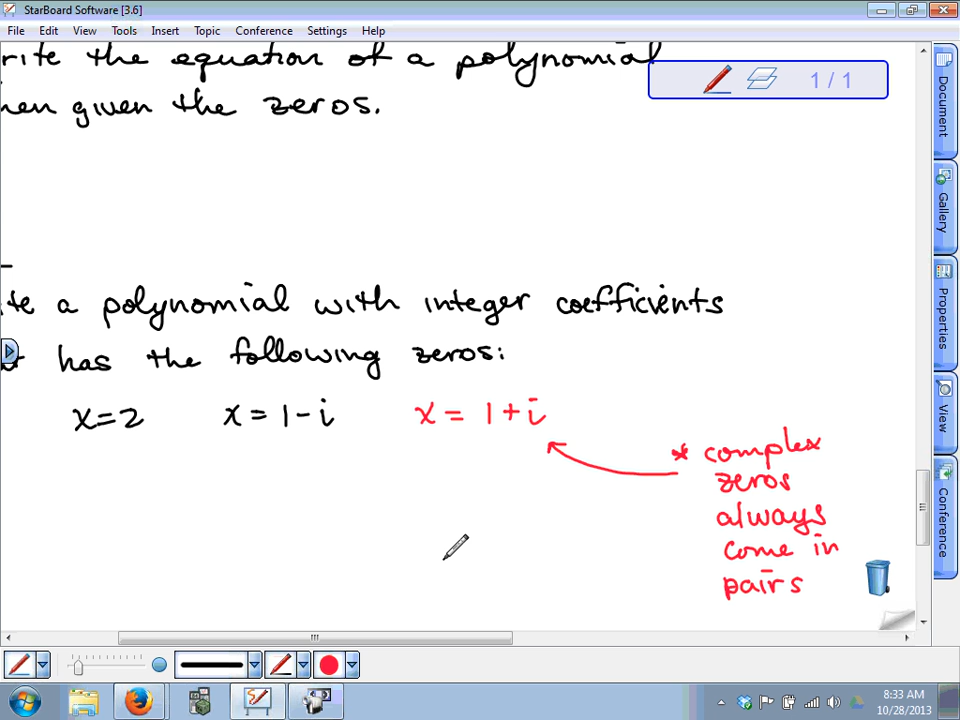 StarBoard Software [3.6]
File Edit View Tools Insert Topic Conference Settings Help
rite the equation of a polynomial
hen given the zeros.
1 / 1
Document
Gallery
Properties
View
Conference
te a polynomial with integer coefficients
has the following zeros:
x=2 x=1-i x=1+i
* complex
zeros
always
come in
pairs
8:33 AM
10/28/2013